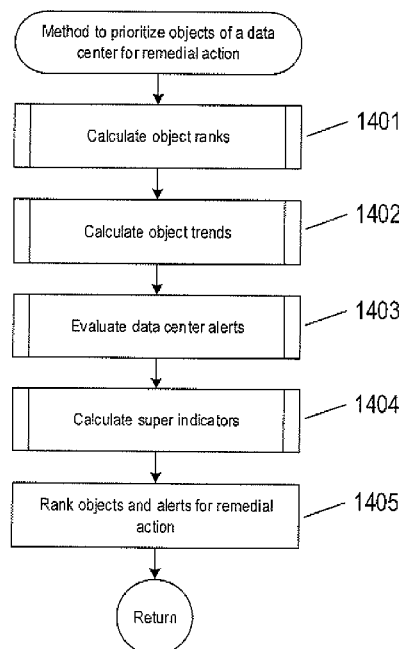 Method to prioritize objects of a data
center for remedial action
Calculate object ranks
1401
Calculate object trends
1402
Evaluate data center alerts
1403
Calculate super indicators
1404
Rank objects and alerts for remedial
action
1405
Return